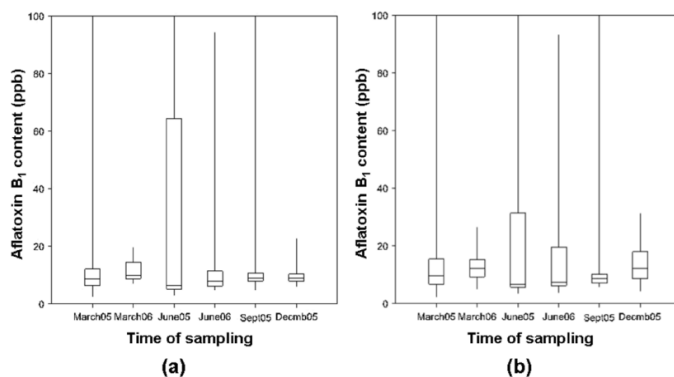 100
80
60
40
20
0
Aflatoxin B₁ content (ppb)
March05 March06 June05 June06 Sept05 Decmb05
Time of sampling
(a)
100
80
60
40
20
0
Aflatoxin B₁ content (ppb)
March05 March06 June05 June06 Sept05 Decmb05
Time of sampling
(b)